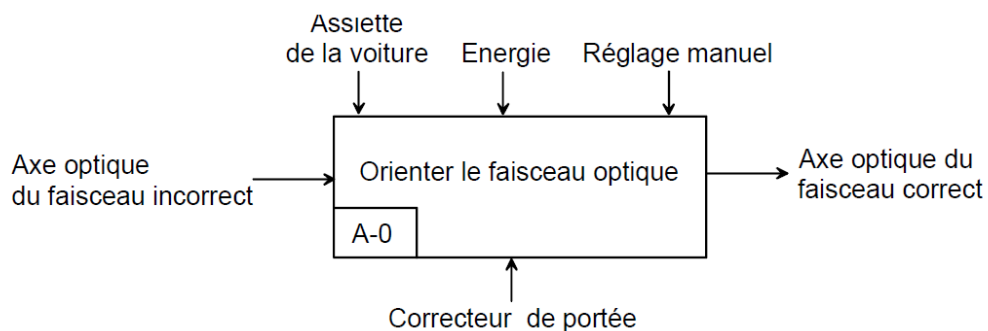 Assiette
de la voiture
Energie
Réglage manuel
Axe optique
du faisceau incorrect
Orienter le faisceau optique
Axe optique du
faisceau correct
A-0
Correcteur de portée